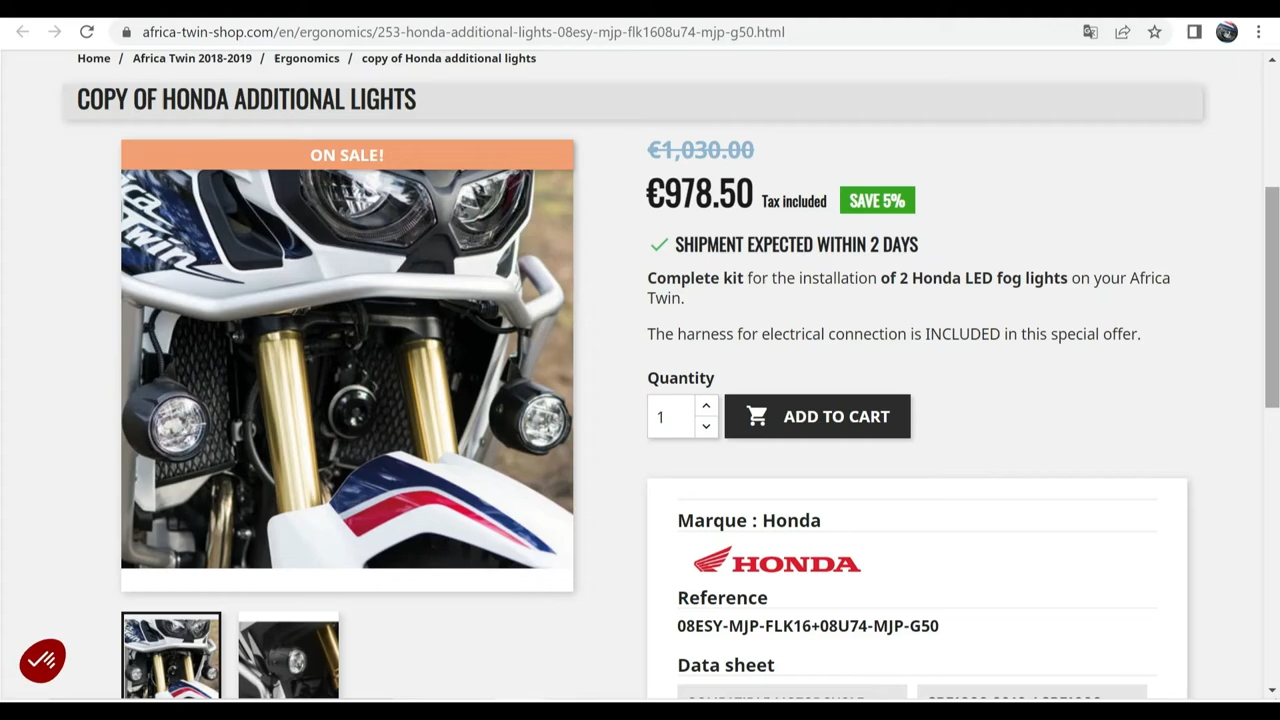 africa-twin-shop.com/en/ergonomics/253-honda-additional-lights-08esy-mjp-flk1608u74-mjp-g50.html
Home / Africa Twin 2018-2019 / Ergonomics / copy of Honda additional lights
COPY OF HONDA ADDITIONAL LIGHTS
ON SALE!
Twin
€1,030.00
€978.50 Tax included SAVE 5%
SHIPMENT EXPECTED WITHIN 2 DAYS
Complete kit for the installation of 2 Honda LED fog lights on your Africa
Twin.
The harness for electrical connection is INCLUDED in this special offer.
Quantity
1 ADD TO CART
Marque : Honda
HONDA
Reference
08ESY-MJP-FLK16+08U74-MJP-G50
Data sheet